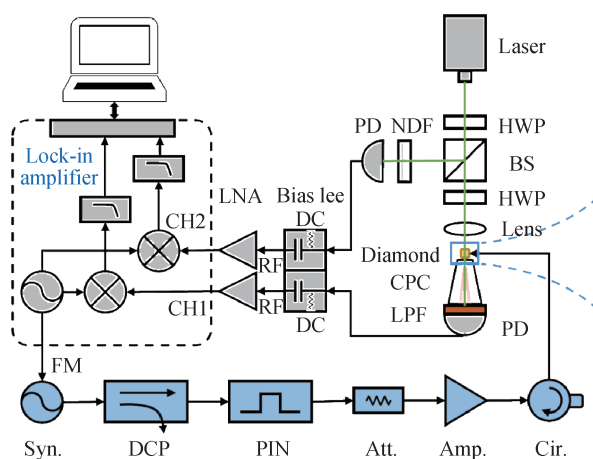 Laser
PD NDF
HWP
BS
Lock-in
amplifier
LNA
Bias lee
DC
HWP
CH2
Lens
RF
Diamond
CPC
CH1
RF
DC
LPF
PD
FM
Syn.
DCP
PIN
Att.
Amp.
Cir.